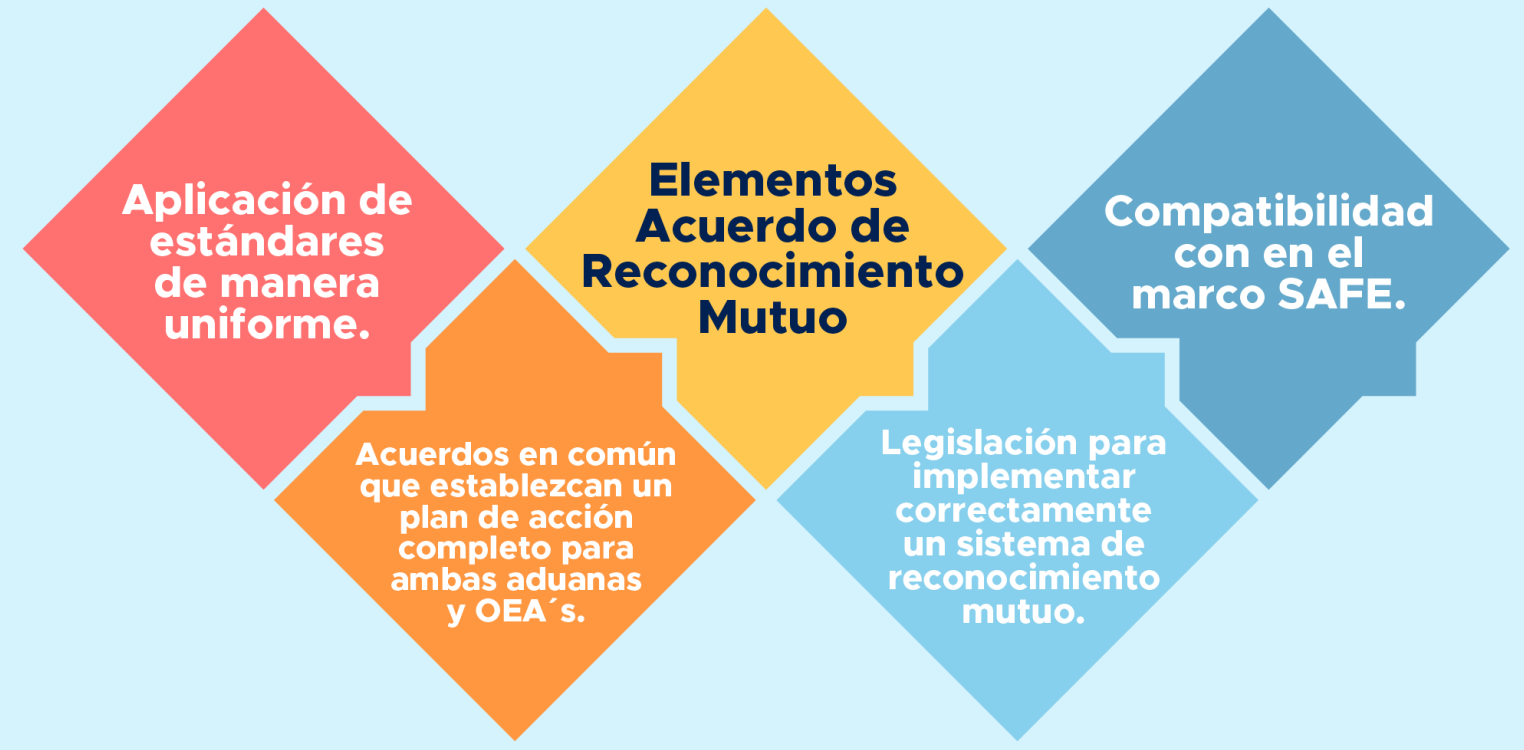 Aplicación de
estándares
de manera
uniforme.
Acuerdos en común
que establezcan un
plan de acción
completo para
ambas aduanas
y OEA´s.
Elementos
Acuerdo de
Reconocimiento
Mutuo
Legislación para
implementar
correctamente
un sistema de
reconocimiento
mutuo.
Compatibilidad
con en el
marco SAFE.